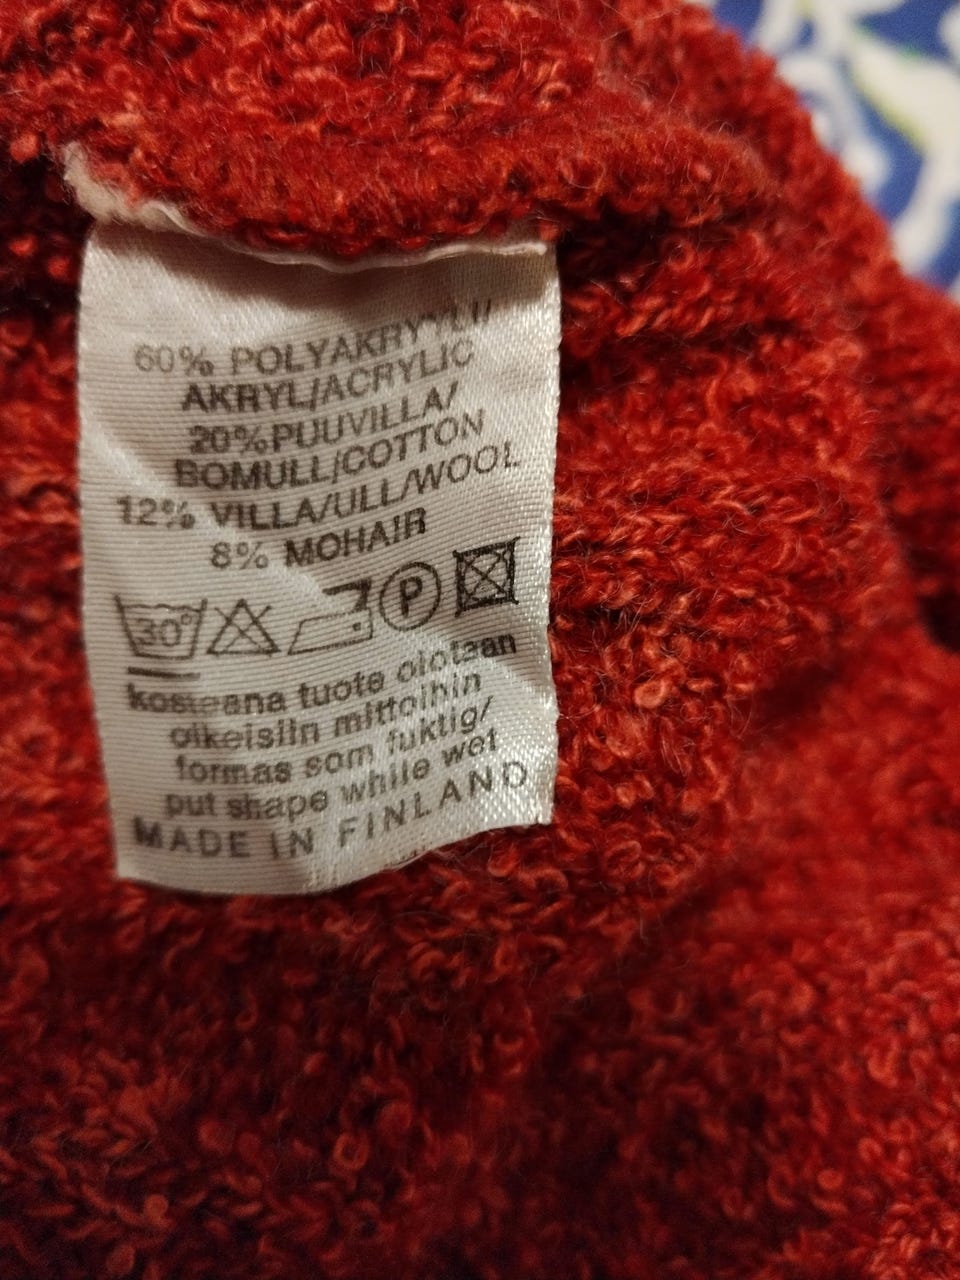 60% POLYAKRYYLI/
AKRYL/ACRYLIC
20%PUUVILLA/
BOMULL/COTTON
12% VILLA/ULL/WOOL
8% MOHAIR
30° P
kosteana tuote oiotaan
oikeisiin mittoihin
formas som fuktig/
put shape while wet
MADE IN FINLAND